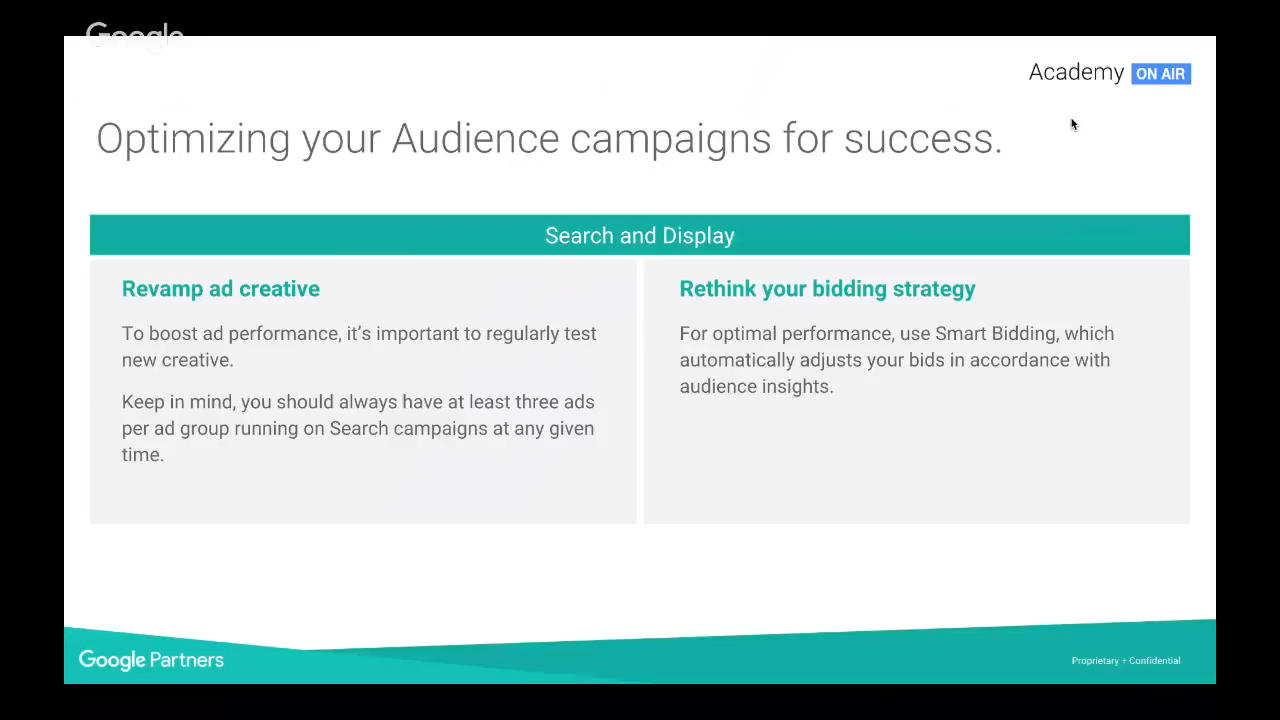 Google
Academy ON AIR
Optimizing your Audience campaigns for success.
Search and Display
Revamp ad creative
To boost ad performance, it's important to regularly test
new creative.
Keep in mind, you should always have at least three ads
per ad group running on Search campaigns at any given
time.
Rethink your bidding strategy
For optimal performance, use Smart Bidding, which
automatically adjusts your bids in accordance with
audience insights.
Google Partners
Proprietary + Confidential